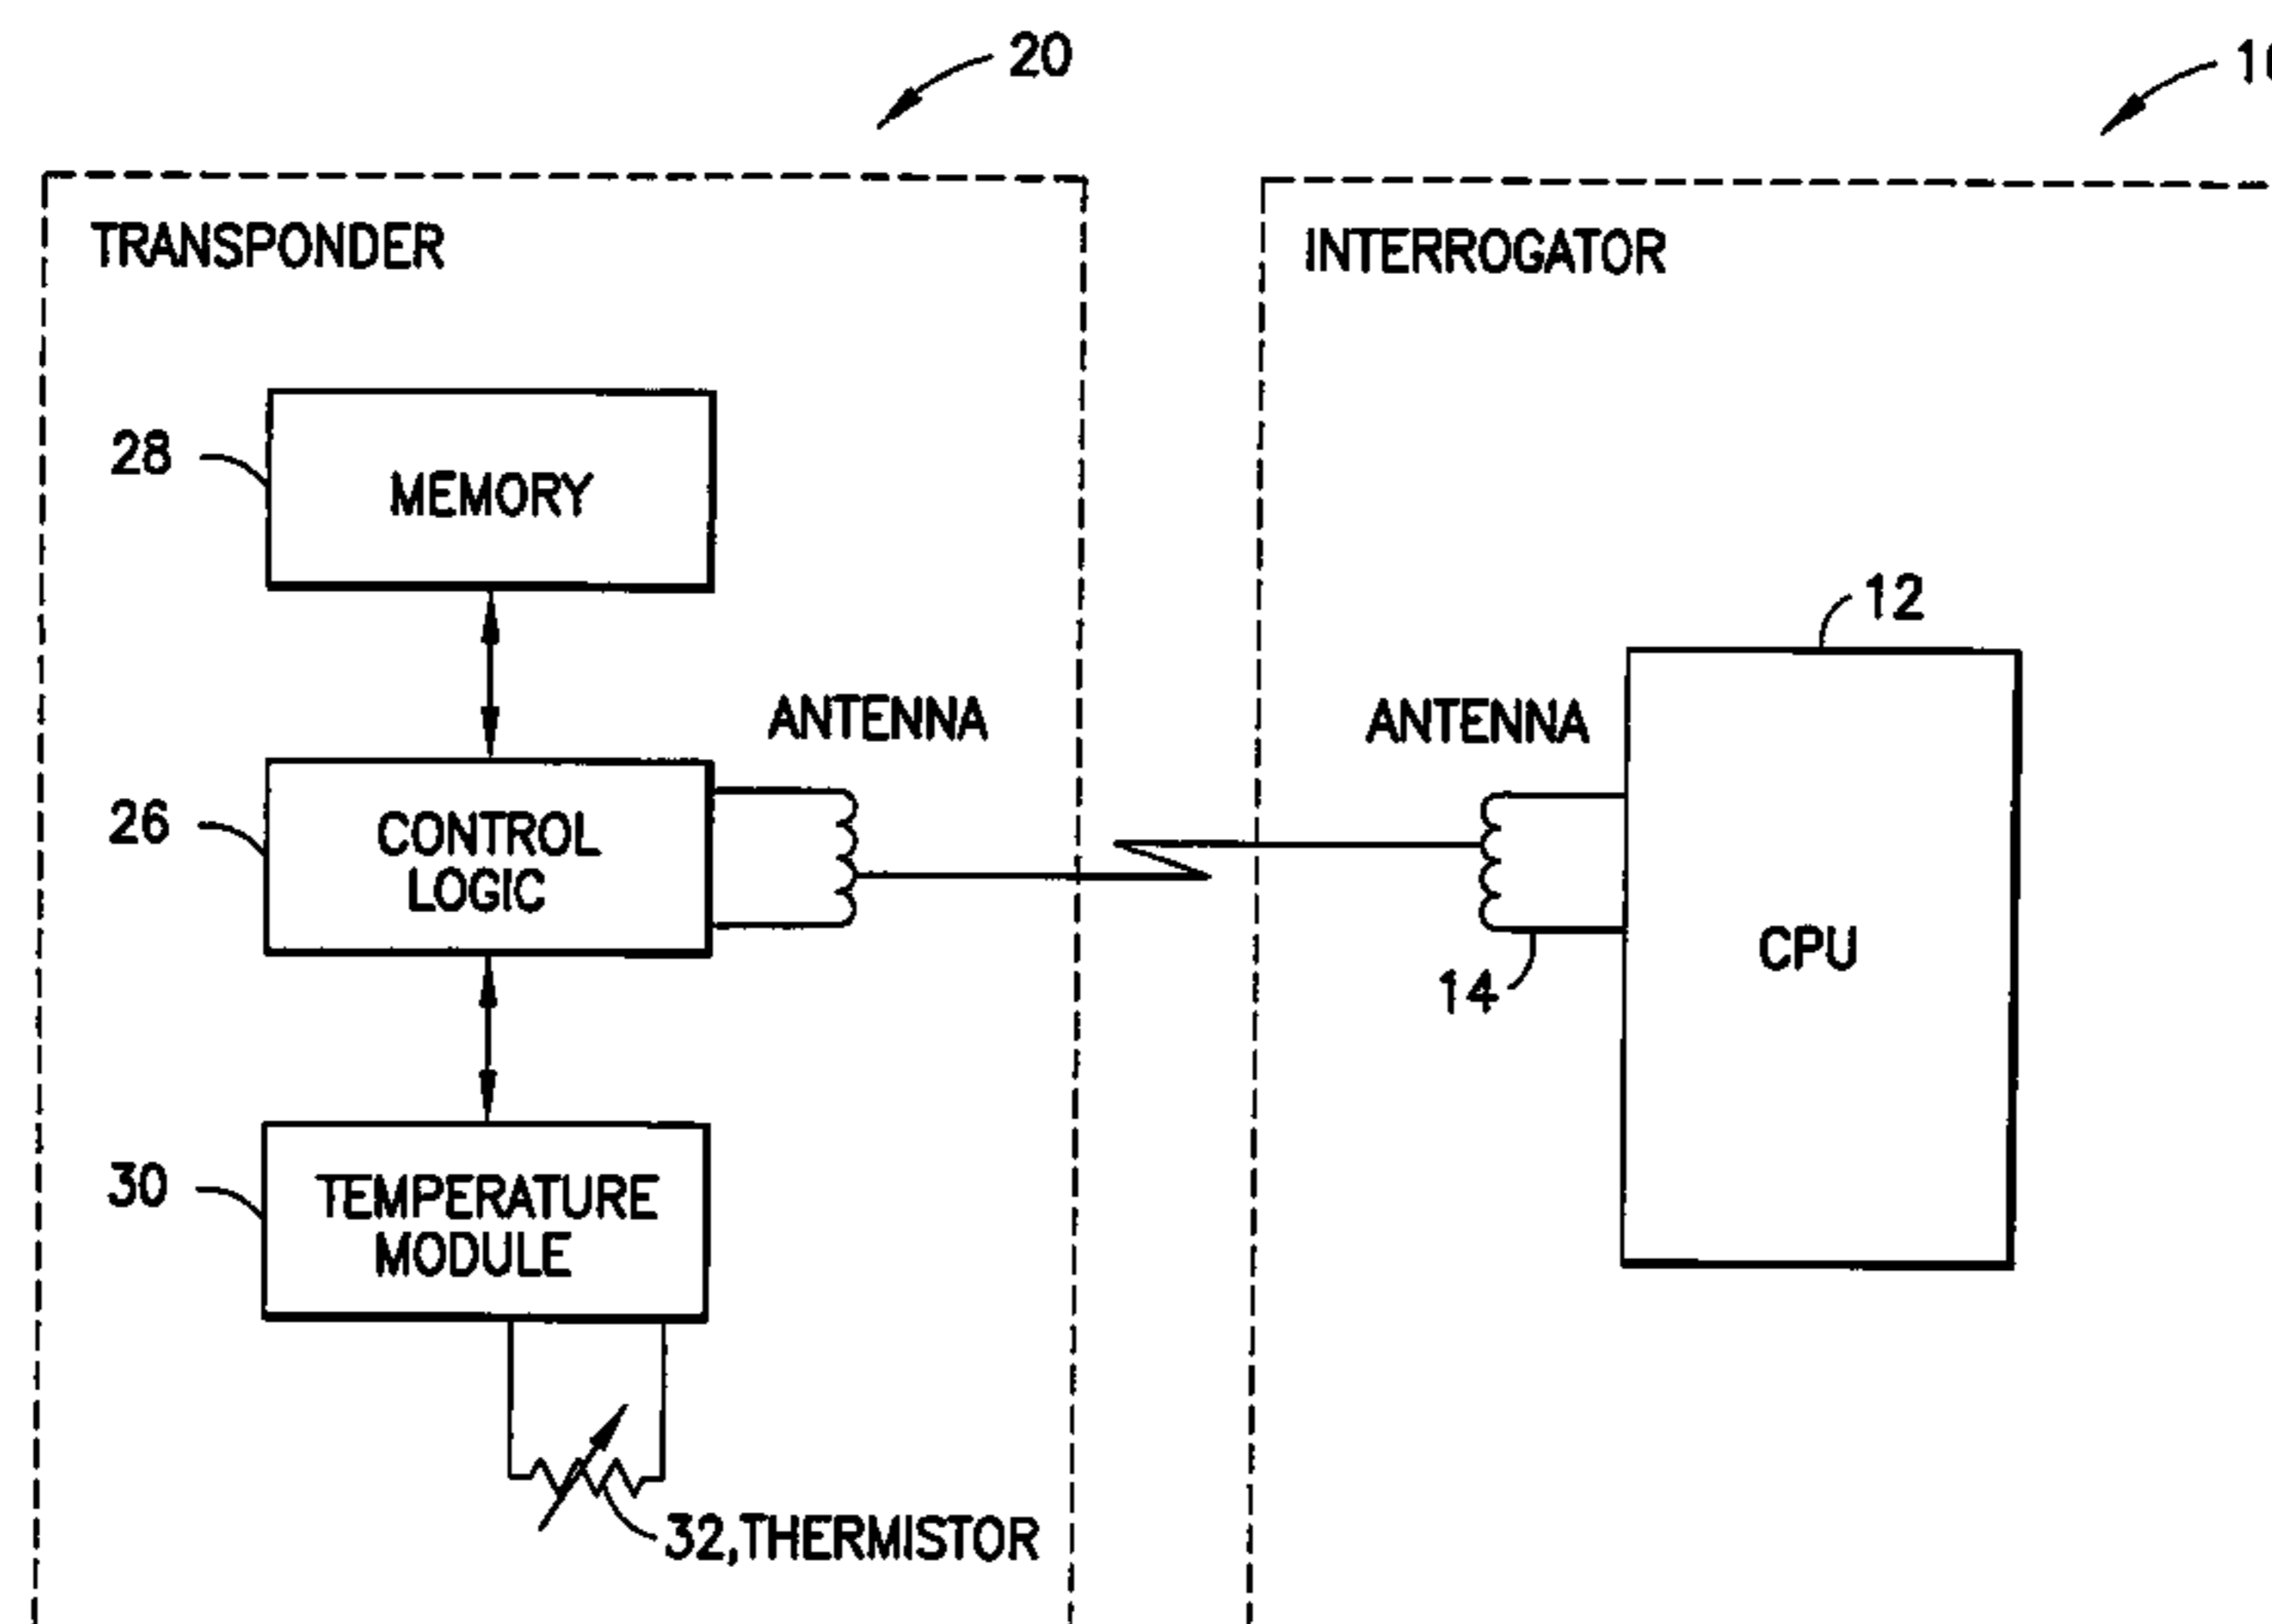 20
TRANSPONDER
INTERROGATOR
28
MEMORY
12
ANTENNA
ANTENNA
26
CONTROL
LOGIC
CPU
14
30
TEMPERATURE
MODULE
32,THERMISTOR